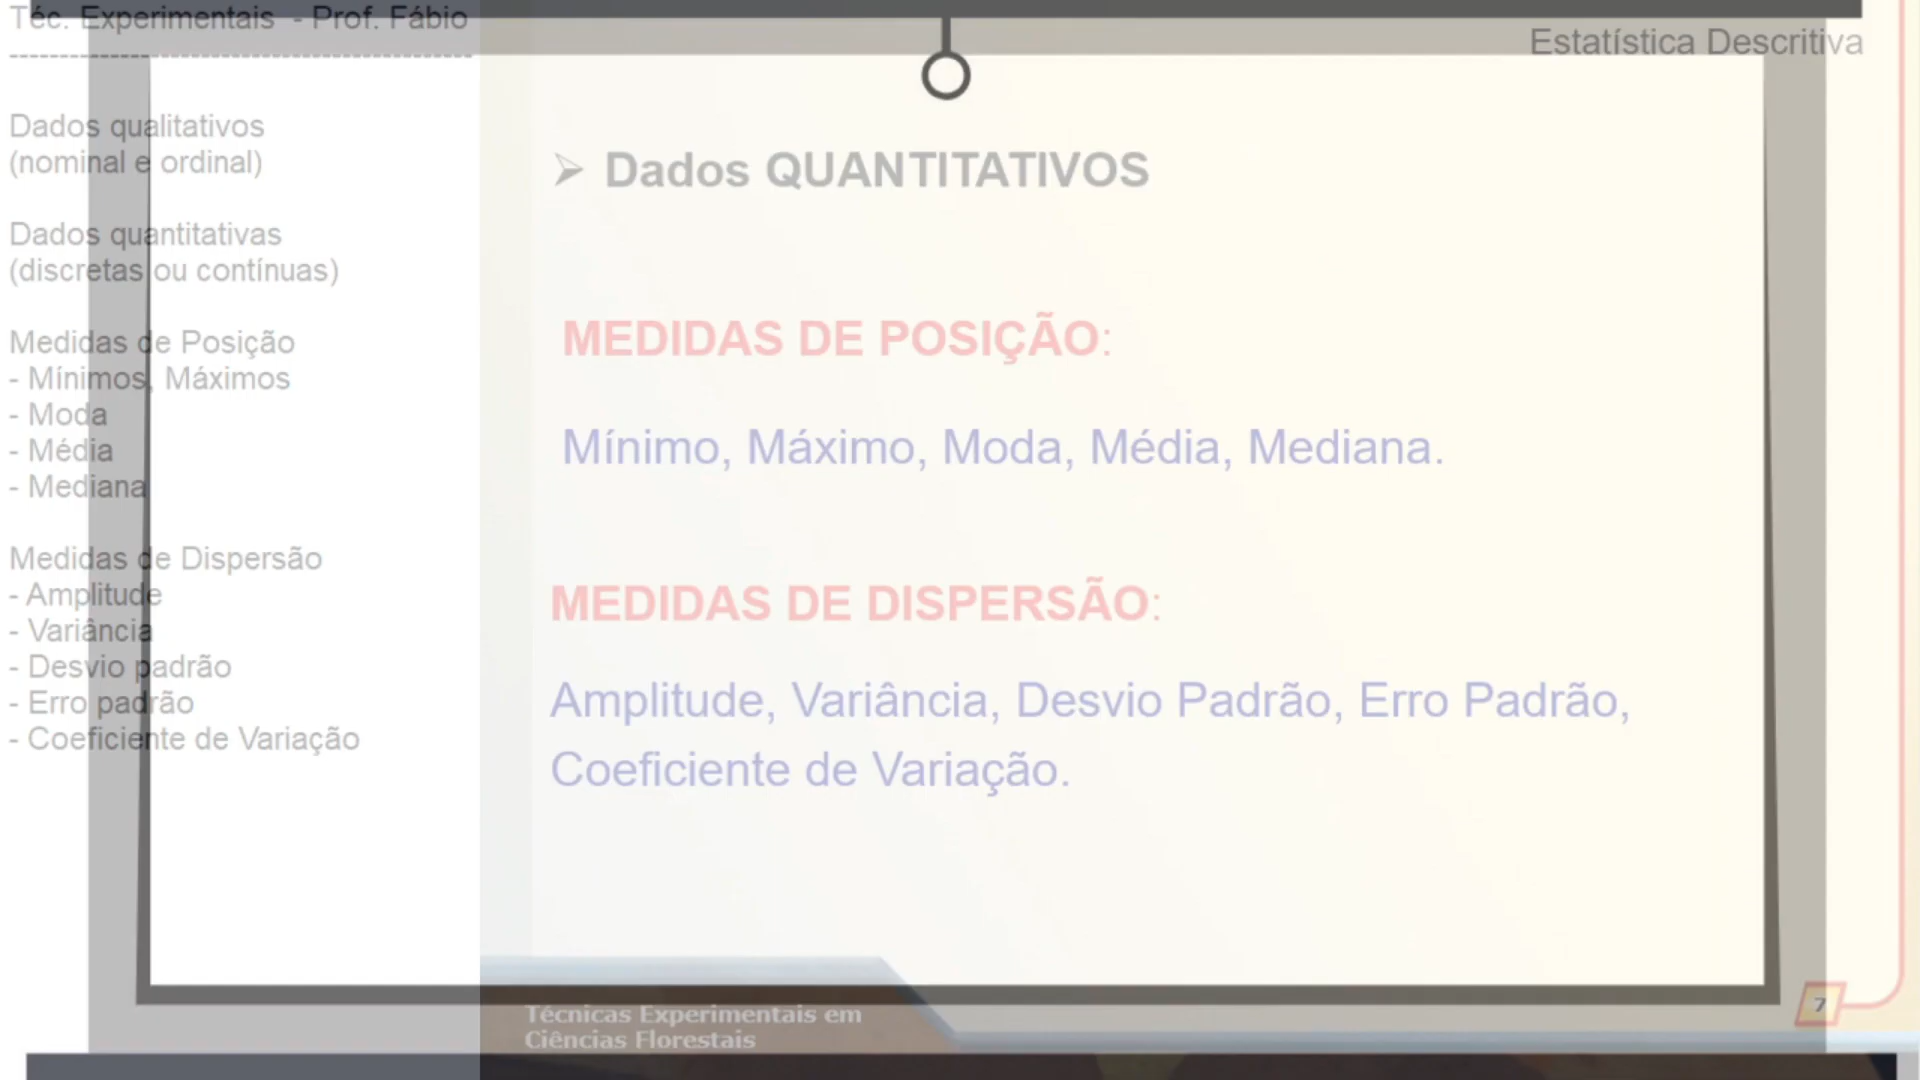 Téc. Experimentais - Prof. Fábio
--------------------------------------------------
Dados qualitativos
(nominal e ordinal)
Dados quantitativas
(discretas ou contínuas)
Medidas de Posição
- Mínimos, Máximos
- Moda
- Média
- Mediana
Medidas de Dispersão
- Amplitude
- Variância
- Desvio padrão
- Erro padrão
- Coeficiente de Variação
Estatística Descritiva
➢ Dados QUANTITATIVOS
MEDIDAS DE POSIÇÃO:
Mínimo, Máximo, Moda, Média, Mediana.
MEDIDAS DE DISPERSÃO:
Amplitude, Variância, Desvio Padrão, Erro Padrão,
Coeficiente de Variação.
Técnicas Experimentais em
Ciências Florestais
7